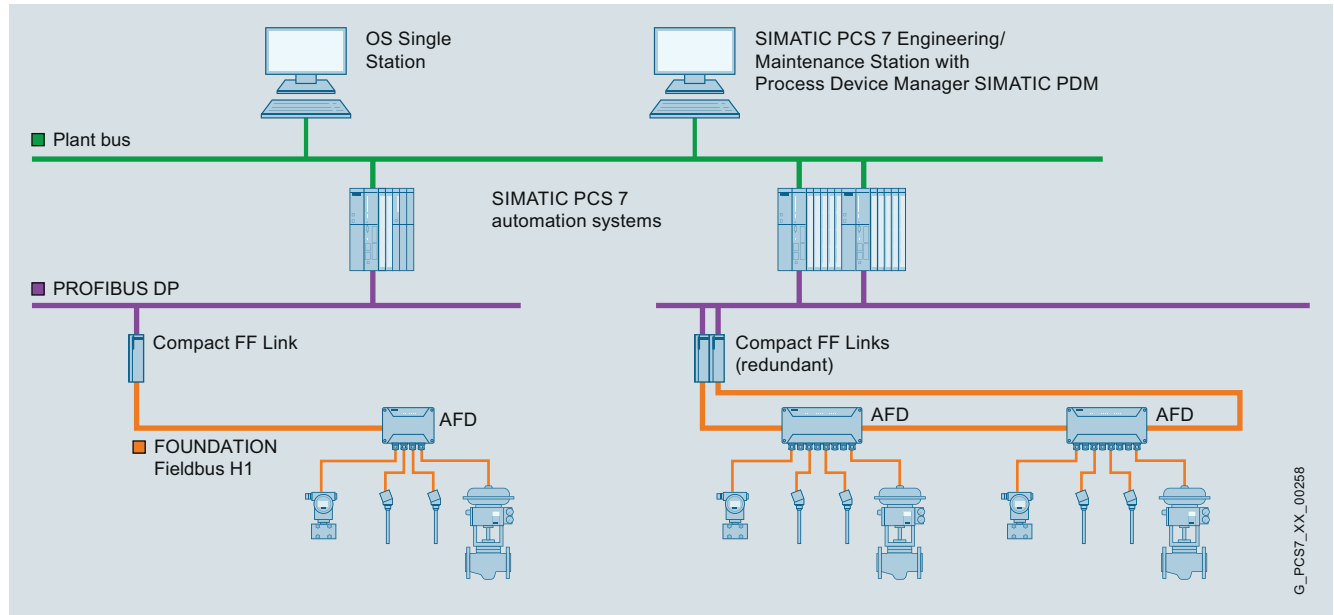 OS Single
Station
SIMATIC PCS 7 Engineering/
Maintenance Station with
Process Device Manager SIMATIC PDM
Plant bus
SIMATIC PCS 7
automation systems
PROFIBUS DP
Compact FF Link
Compact FF Links
(redundant)
AFD
AFD
AFD
FOUNDATION
Fieldbus H1
G_PCS7_XX_00258